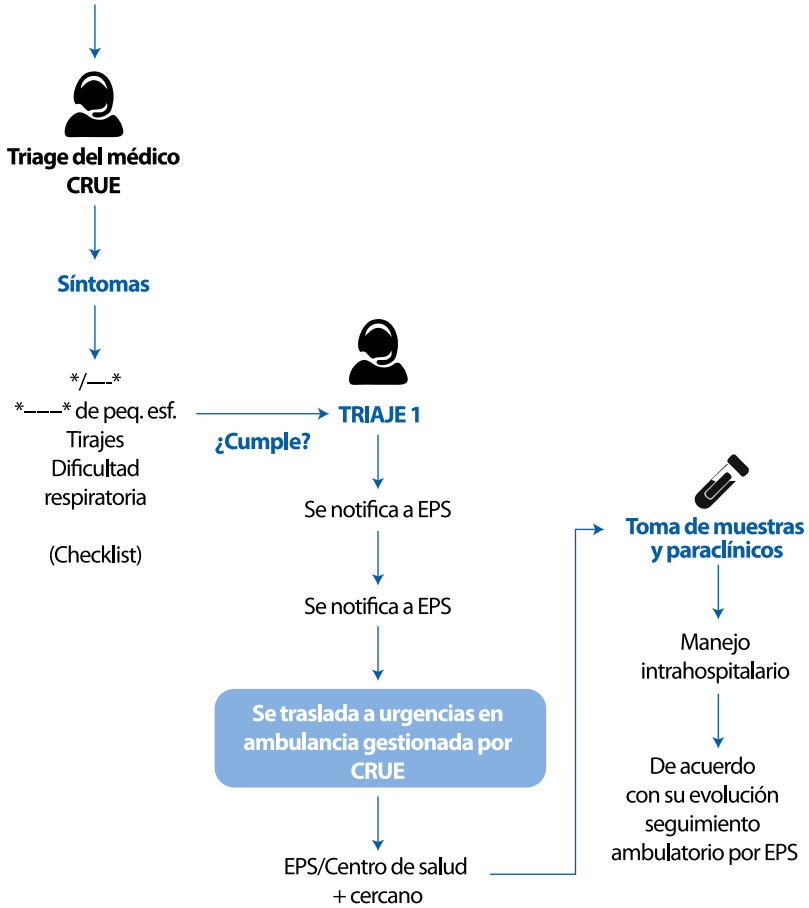 Triage del médico
CRUE
Síntomas
*/—-*
*–––* de peq. esf.
Tirajes
Dificultad
respiratoria
(Checklist)
¿Cumple?
TRIAJE 1
Se notifica a EPS
Se notifica a EPS
Se traslada a urgencias en
ambulancia gestionada por
CRUE
EPS/Centro de salud
+ cercano
Toma de muestras
y paraclínicos
Manejo
intrahospitalario
De acuerdo
con su evolución
seguimiento
ambulatorio por EPS